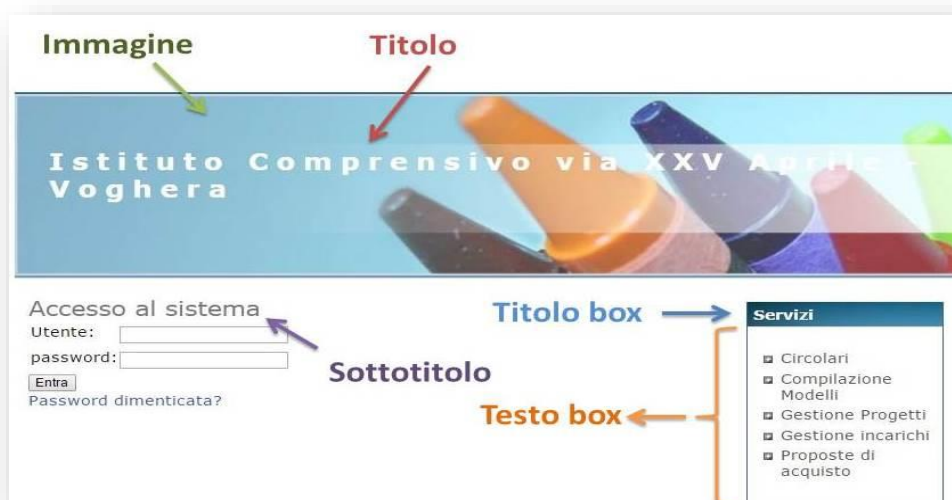 Immagine
Titolo
Istituto Comprensivo via XXV Aprile -
Voghera
Accesso al sistema
Utente:
password:
Entra
Password dimenticata?
Sottotitolo
Titolo box
Testo box
Servizi
Circolari
Compilazione
Modelli
Gestione Progetti
Gestione incarichi
Proposte di
acquisto